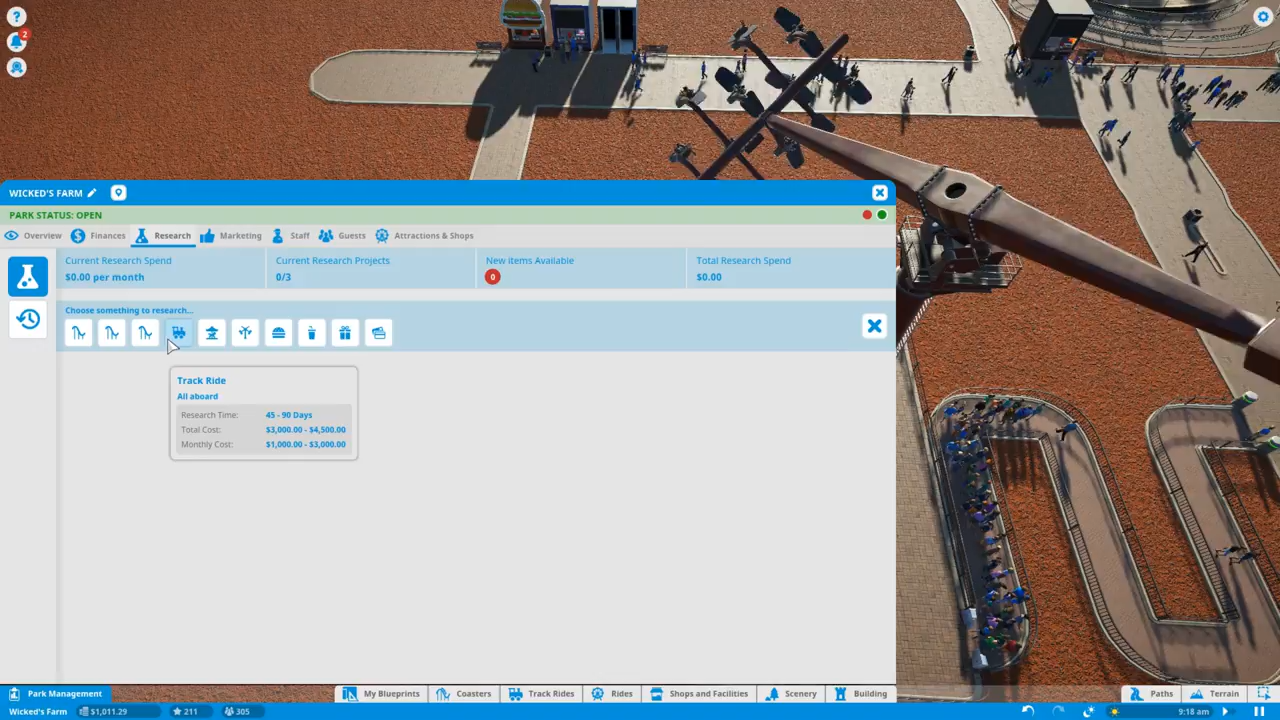 ?
2
WICKED'S FARM
PARK STATUS: OPEN
Overview Finances Research Marketing Staff Guests Attractions & Shops
Current Research Spend Current Research Projects New items Available Total Research Spend
$0.00 per month 0/3 0 $0.00
Choose something to research...
Track Ride
All aboard
Research Time: 45 - 90 Days
Total Cost: $3,000.00 - $4,500.00
Monthly Cost: $1,000.00 - $3,000.00
Park Management My Blueprints Coasters Track Rides Rides Shops and Facilities Scenery Building Paths Terrain
Wicked's Farm $1,011.29 211 305 9:18 am